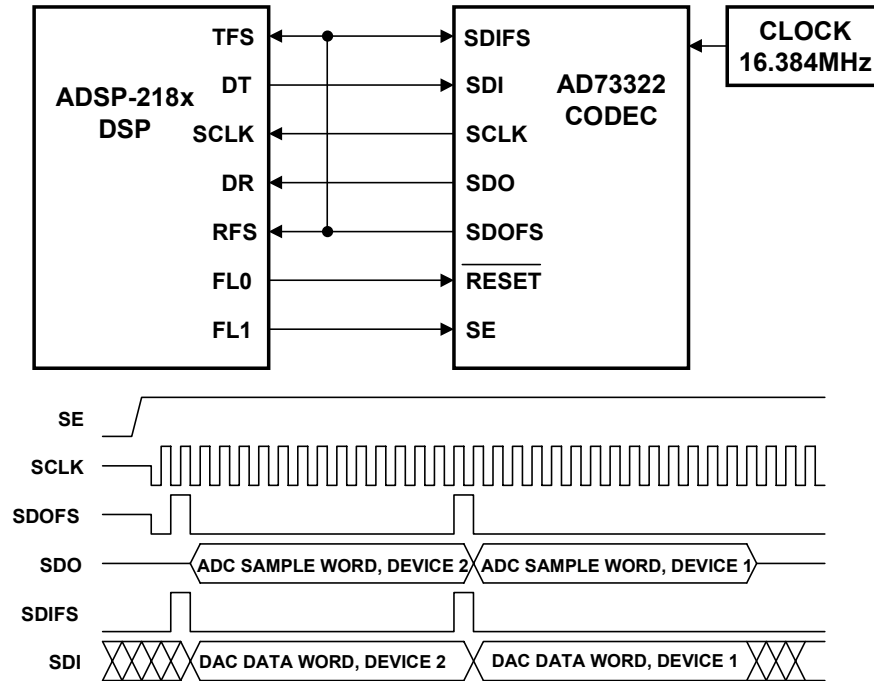 TFS
DT
SCLK
DR
RFS
FL0
FL1
ADSP-218x
DSP
SDIFS
SDI
SCLK
SDO
SDOFS
RESET
SE
AD73322
CODEC
CLOCK
16.384MHz
SE
SCLK
SDOFS
SDO
ADC SAMPLE WORD, DEVICE 2
ADC SAMPLE WORD, DEVICE 1
SDIFS
SDI
DAC DATA WORD, DEVICE 2
DAC DATA WORD, DEVICE 1